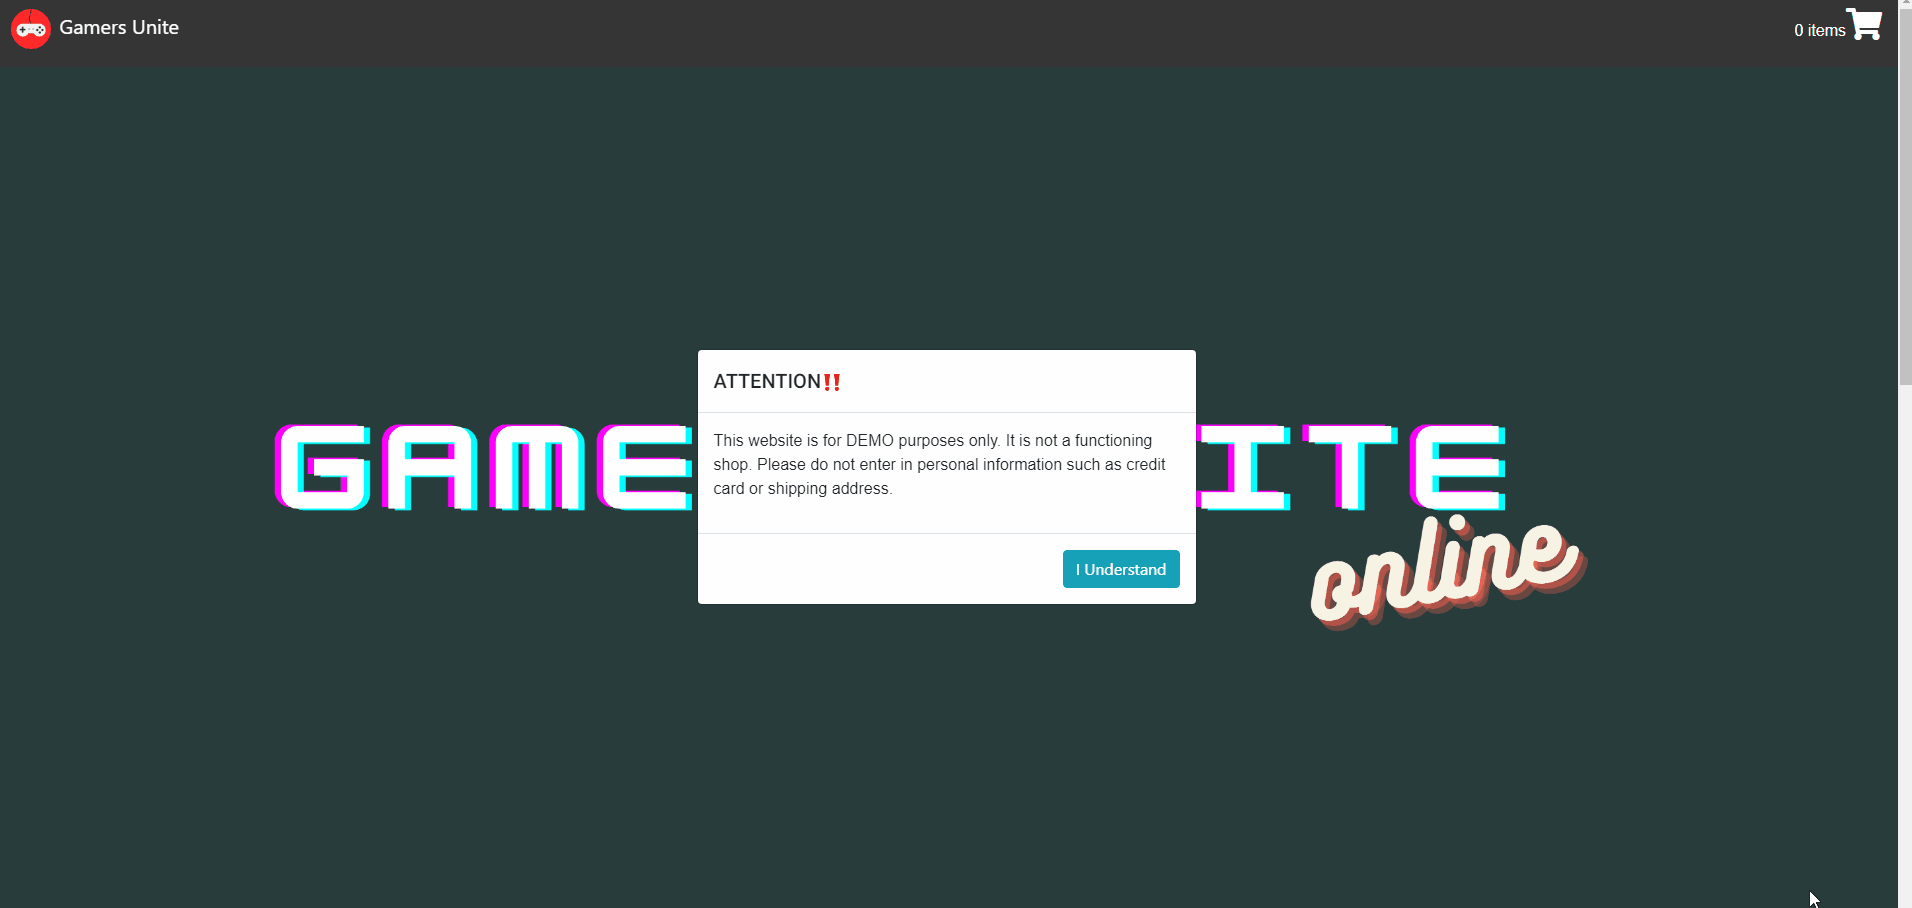 Gamers Unite
0 items
ATTENTION‼️
This website is for DEMO purposes only. It is not a functioning
shop. Please do not enter in personal information such as credit
card or shipping address.
I Understand
GAME ITE
online